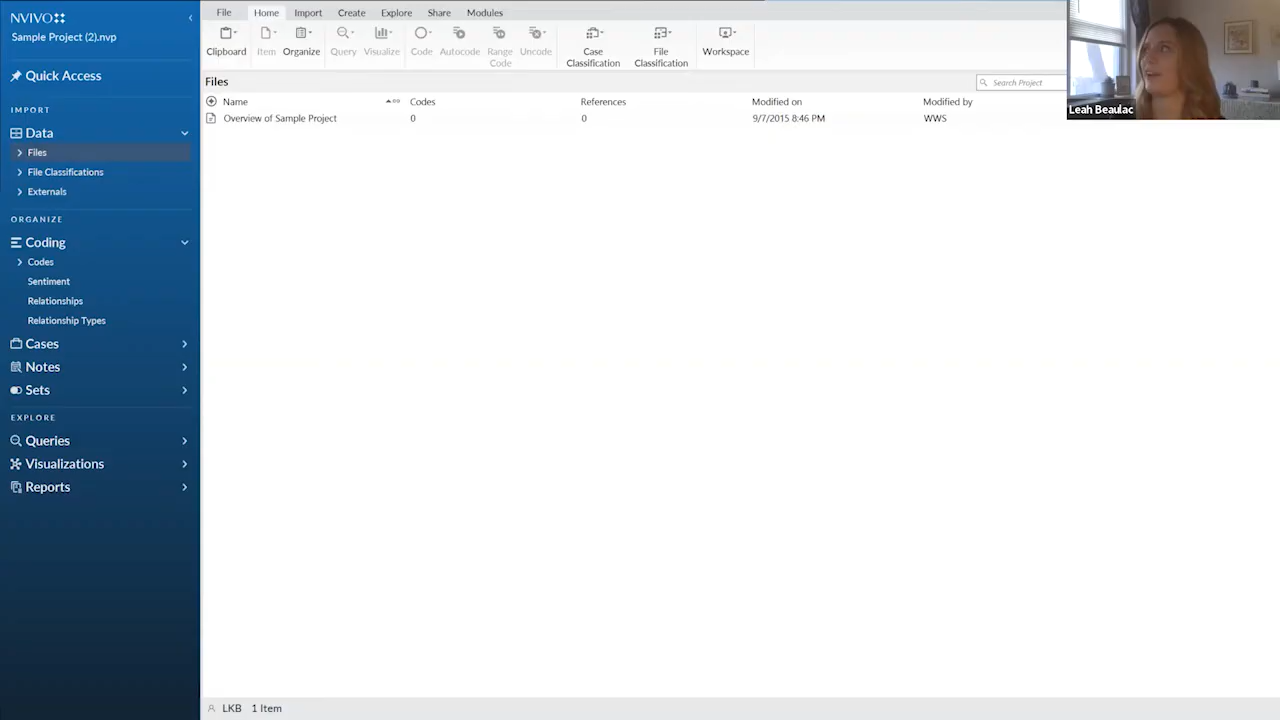 NVIVO
Sample Project (2).nvp
Quick Access
IMPORT
Data
Files
File Classifications
Externals
ORGANIZE
Coding
Codes
Sentiment
Relationships
Relationship Types
Cases
Notes
Sets
EXPLORE
Queries
Visualizations
Reports
File Home Import Create Explore Share Modules
Clipboard Item Organize Query Visualize Code Autocode Range Code Uncode Case Classification File Classification Workspace
Files
Search Project
Name Codes References Modified on Modified by
Overview of Sample Project 0 0 9/7/2015 8:46 PM WWS
Leah Beaulac
LKB 1 Item